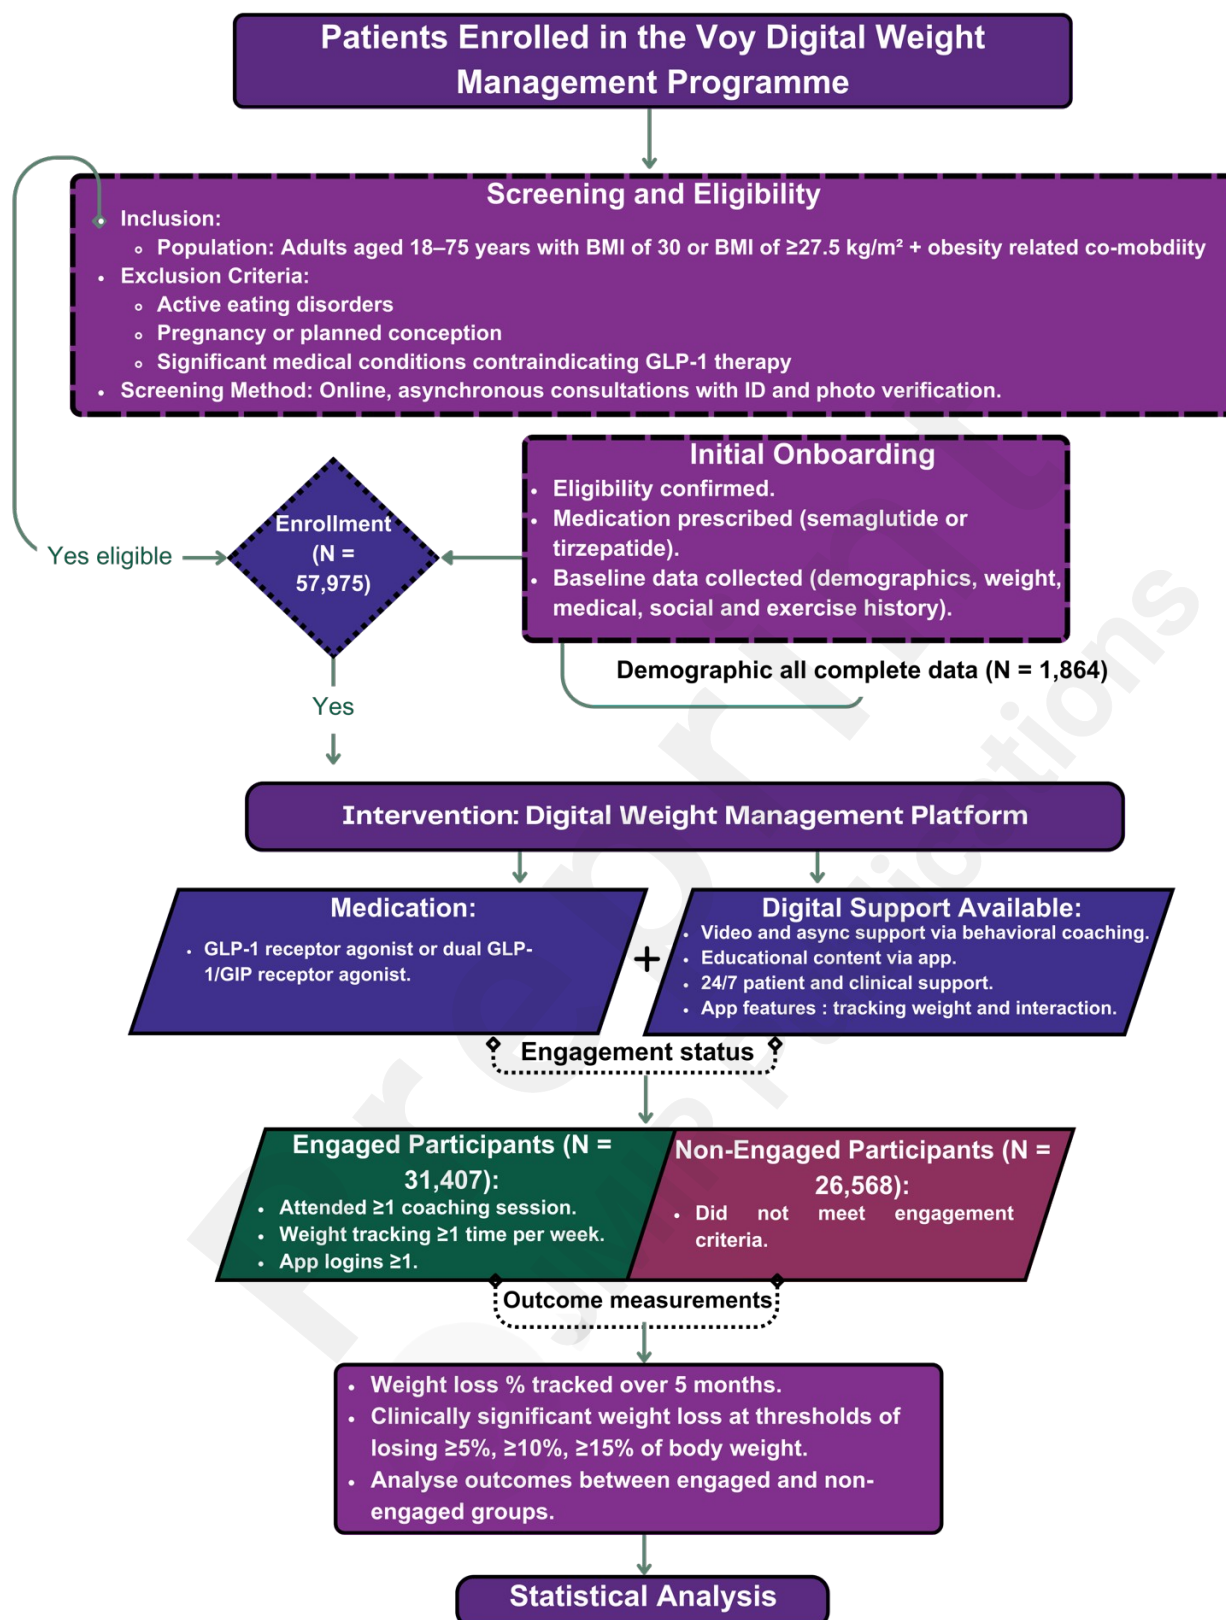 Patients Enrolled in the Voy Digital Weight
Management Programme
Screening and Eligibility
• Inclusion:
◦ Population: Adults aged 18–75 years with BMI of 30 or BMI of ≥27.5 kg/m² + obesity related co-mobdiity
• Exclusion Criteria:
◦ Active eating disorders
◦ Pregnancy or planned conception
◦ Significant medical conditions contraindicating GLP-1 therapy
• Screening Method: Online, asynchronous consultations with ID and photo verification.
Initial Onboarding
• Eligibility confirmed.
• Medication prescribed (semaglutide or
tirzepatide).
• Baseline data collected (demographics, weight,
medical, social and exercise history).
Enrollment
(N =
57,975)
Yes eligible
Demographic all complete data (N = 1,864)
Yes
Intervention: Digital Weight Management Platform
Medication:
• GLP-1 receptor agonist or dual GLP-
1/GIP receptor agonist.
+
Digital Support Available:
• Video and async support via behavioral coaching.
• Educational content via app.
• 24/7 patient and clinical support.
• App features : tracking weight and interaction.
Engagement status
Engaged Participants (N =
31,407):
• Attended ≥1 coaching session.
• Weight tracking ≥1 time per week.
• App logins ≥1.
Non-Engaged Participants (N =
26,568):
• Did not meet engagement
criteria.
Outcome measurements
• Weight loss % tracked over 5 months.
• Clinically significant weight loss at thresholds of
losing ≥5%, ≥10%, ≥15% of body weight.
• Analyse outcomes between engaged and non-
engaged groups.
Statistical Analysis
Preprint
JMIR Publications